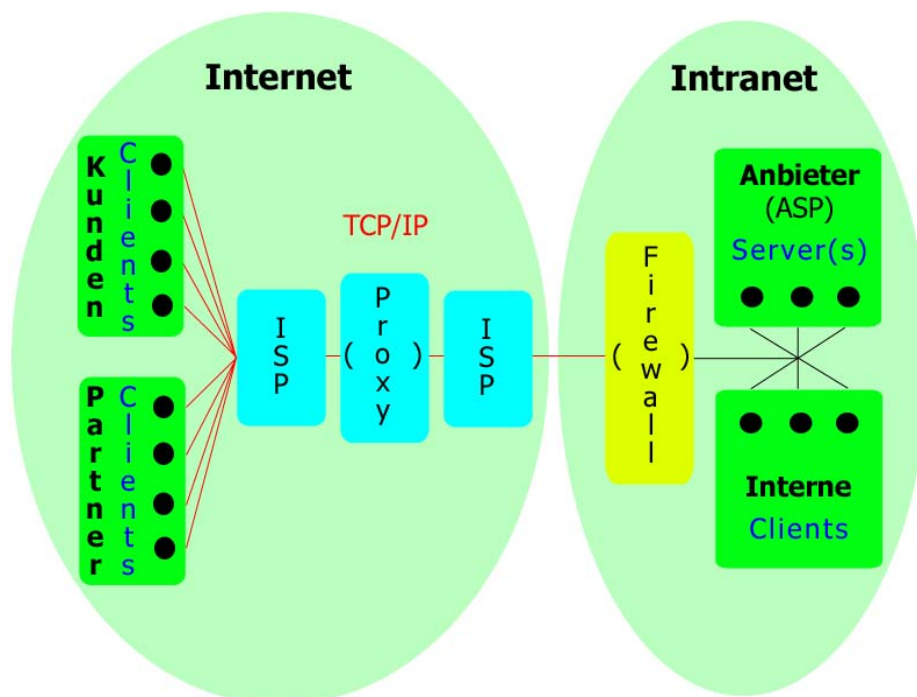 Internet
Kunden
Clients
Partner
Clients
TCP/IP
ISP
(Proxy)
ISP
Intranet
(Firewall)
Anbieter
(ASP)
Server(s)
Interne
Clients